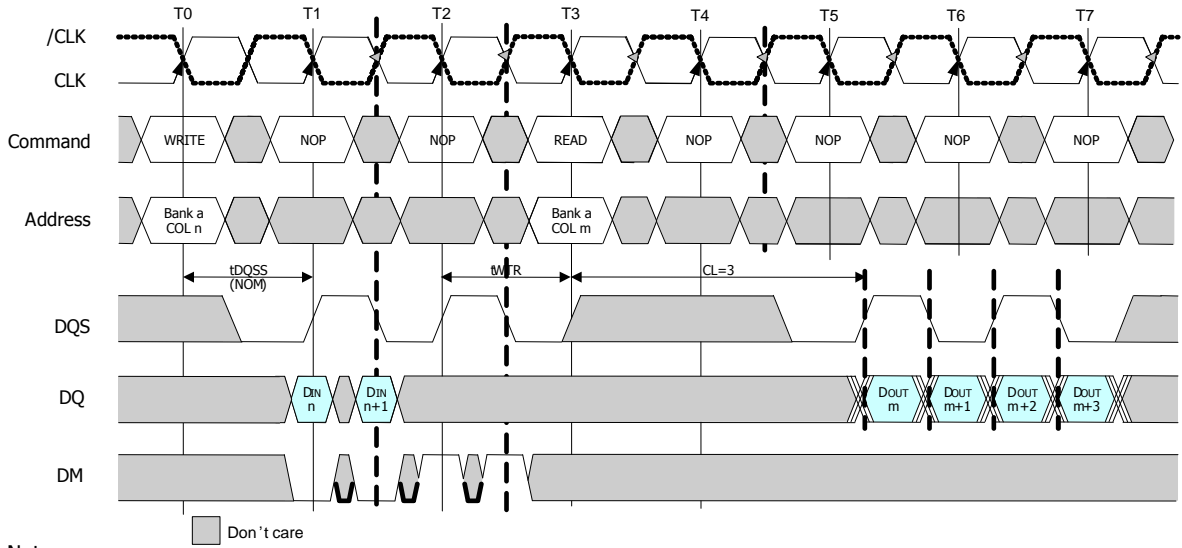 T0 T1 T2 T3 T4 T5 T6 T7
/CLK
CLK
Command WRITE NOP NOP READ NOP NOP NOP NOP
Address Bank a COL n Bank a COL m
tDQSS (NOM) tWTR CL=3
DQS
DQ DIN n DIN n+1 DOUT m DOUT m+1 DOUT m+2 DOUT m+3
DM
Don't care